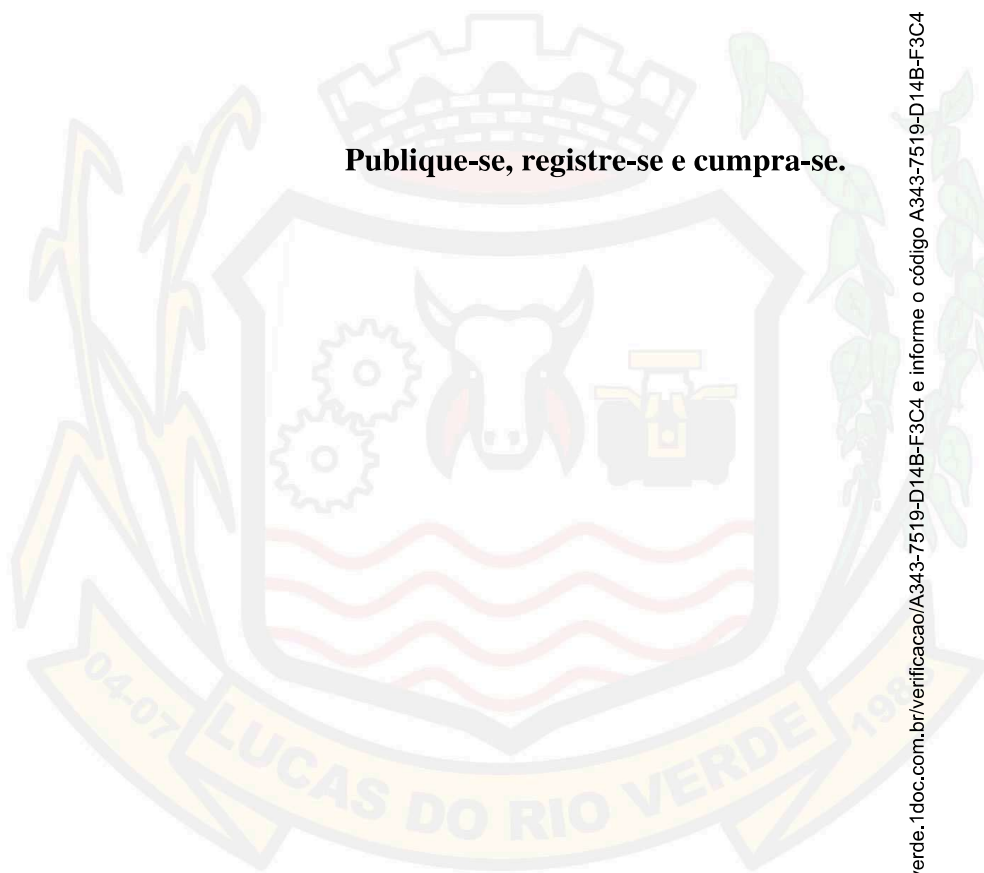 Publique-se, registre-se e cumpra-se.
04-07
LUCAS DO RIO VERDE
verde.1doc.com.br/verificacao/A343-7519-D14B-F3C4 e informe o código A343-7519-D14B-F3C4